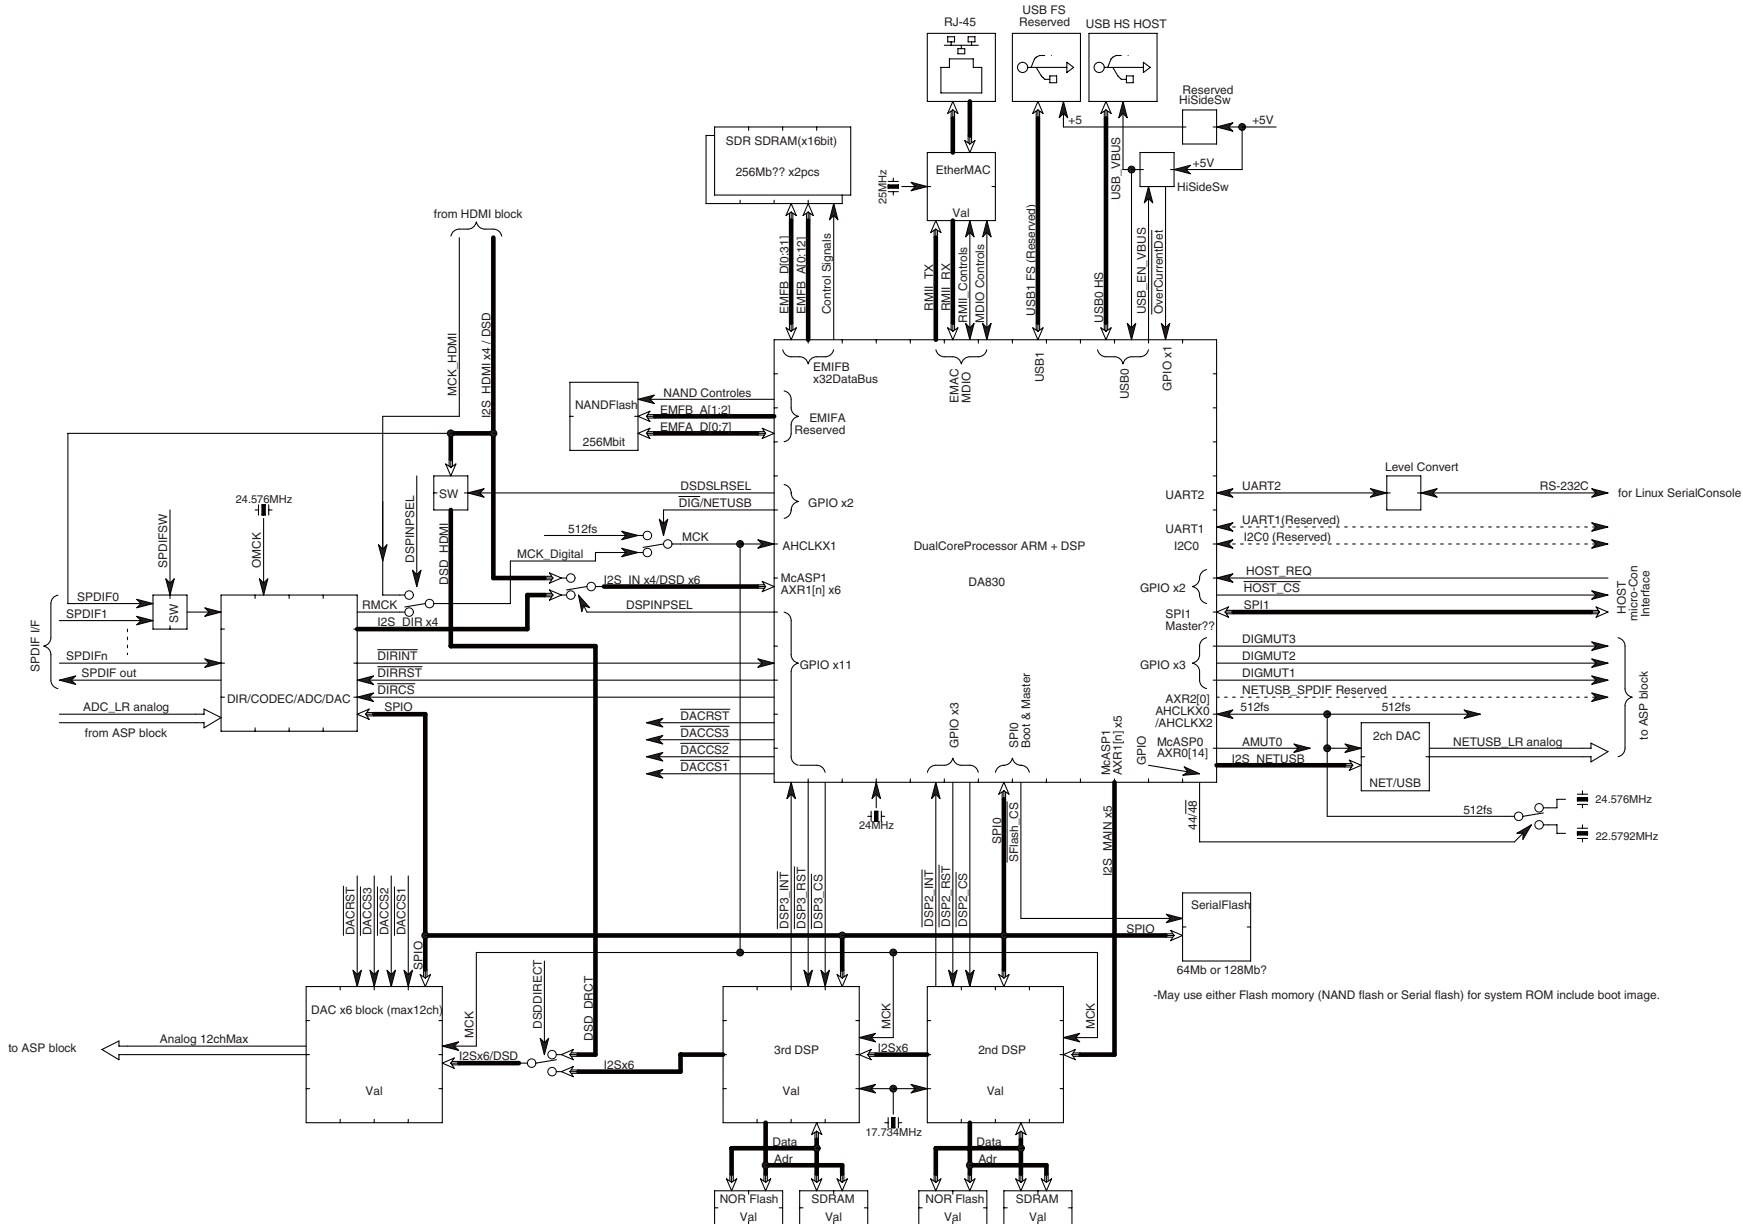 RJ-45
USB FS
Reserved
USB HS HOST
Reserved
HiSideSw
+5
+5V
SDR SDRAM(x16bit)
256Mb?? x2pcs
EtherMAC
Val
25MHz
USB_VBUS
+5V
HiSideSw
from HDMI block
MCK_HDMI
I2S_HDMI x4 / DSD
EMFB_D[0:31]
EMFB_A[0:12]
Control Signals
RMII_TX
RMII_RX
RMII_Controls
MDIO Controls
USB1 FS (Reserved)
USB0 HS
USB_EN_VBUS
OverCurrentDet
EMIFB
x32DataBus
EMAC
MDIO
USB1
USB0
GPIO x1
NANDFlash
256Mbit
NAND Controles
EMFB_A[1:2]
EMFA_D[0:7]
EMIFA
Reserved
SW
DSDSLRSEL
DIG/NETUSB
GPIO x2
24.576MHz
OMCK
SPDIFSW
DSPINPSEL
DSD_HDMI
512fs
MCK
MCK_Digital
AHCLKX1
DualCoreProcessor ARM + DSP
DA830
McASP1
AXR1[n] x6
I2S_IN x4/DSD x6
DSPINPSEL
UART2
UART2
Level Convert
RS-232C
for Linux SerialConsole
UART1
UART1(Reserved)
I2C0
I2C0 (Reserved)
GPIO x2
HOST_REQ
HOST_CS
SPI1
Master??
SPI1
HOST
micro-Con
Interface
SPDIF I/F
SPDIF0
SPDIF1
SW
SPDIFn
SPDIF out
RMCK
I2S_DIR x4
DIRINT
DIRRST
DIRCS
SPIO
DIR/CODEC/ADC/DAC
ADC_LR analog
from ASP block
GPIO x11
DACRST
DACCS3
DACCS2
DACCS1
GPIO x3
DIGMUT3
DIGMUT2
DIGMUT1
AXR2[0]
NETUSB_SPDIF Reserved
AHCLKX0
/AHCLKX2
512fs
512fs
to ASP block
McASP0
AXR0[14]
AMUT0
I2S_NETUSB
2ch DAC
NET/USB
NETUSB_LR analog
GPIO x3
SPI0
Boot & Master
McASP1
AXR1[n] x5
GPIO
24MHz
44/48
512fs
24.576MHz
22.5792MHz
DSP3_INT
DSP3_RST
DSP3_CS
DSP2_INT
DSP2_RST
DSP2_CS
SPI0
SFlash_CS
I2S_MAIN x5
SerialFlash
SPIO
64Mb or 128Mb?
-May use either Flash momory (NAND flash or Serial flash) for system ROM include boot image.
DACRST
DACCS3
DACCS2
DACCS1
SPIO
DAC x6 block (max12ch)
Val
to ASP block
Analog 12chMax
MCK
I2Sx6/DSD
DSDDIRECT
DSD_DRCT
I2Sx6
3rd DSP
Val
MCK
I2Sx6
2nd DSP
Val
MCK
17.734MHz
Data
Adr
Data
Adr
NOR Flash
Val
SDRAM
Val
NOR Flash
Val
SDRAM
Val